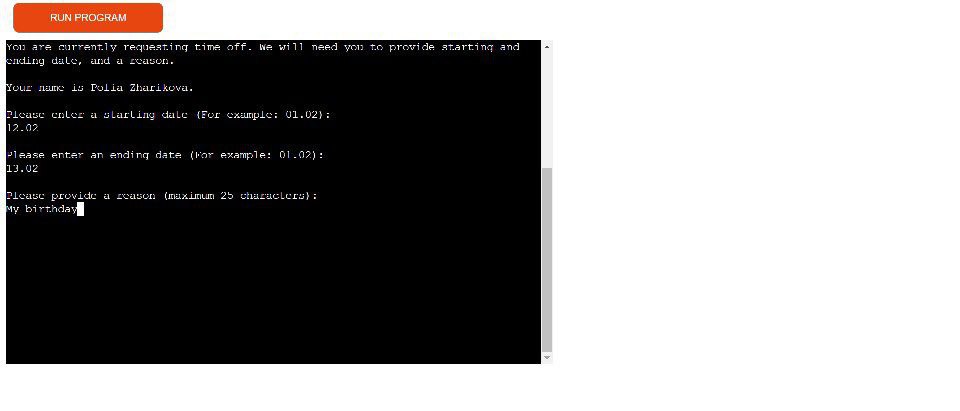 RUN PROGRAM
You are currently requesting time off. We will need you to provide starting and
ending date, and a reason.
Your name is Polia Zharikova.
Please enter a starting date (For example: 01.02):
12.02
Please enter an ending date (For example: 01.02):
13.02
Please provide a reason (maximum 25 characters):
My birthday